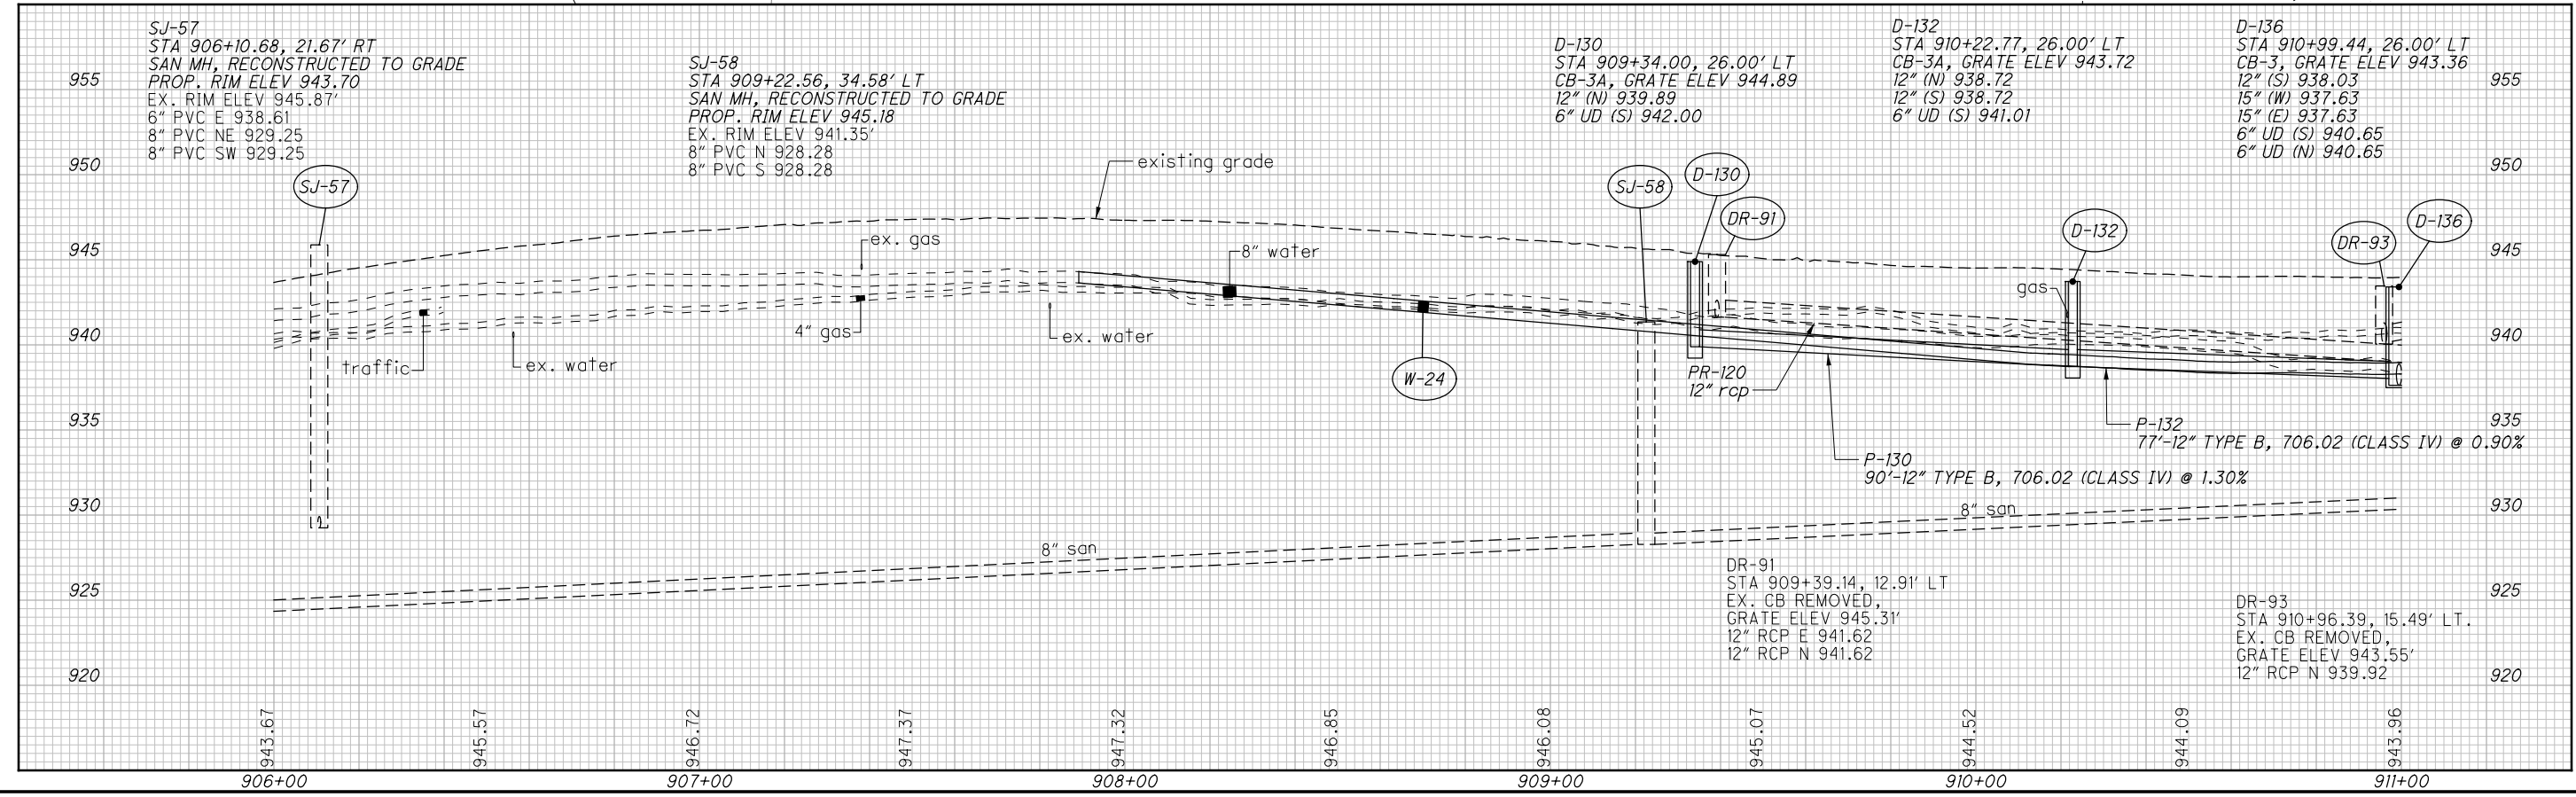 SJ-57
STA 906+10.68, 21.67' RT
SAN MH, RECONSTRUCTED TO GRADE
PROP. RIM ELEV 943.70
EX. RIM ELEV 945.87'
6" PVC E 938.61
8" PVC NE 929.25
8" PVC SW 929.25
SJ-58
STA 909+22.56, 34.58' LT
SAN MH, RECONSTRUCTED TO GRADE
PROP. RIM ELEV 945.18
EX. RIM ELEV 941.35'
8" PVC N 928.28
8" PVC S 928.28
D-130
STA 909+34.00, 26.00' LT
CB-3A, GRATE ELEV 944.89
12" (N) 939.89
6" UD (S) 942.00
D-132
STA 910+22.77, 26.00' LT
CB-3A, GRATE ELEV 943.72
12" (N) 938.72
12" (S) 938.72
6" UD (S) 941.01
D-136
STA 910+99.44, 26.00' LT
CB-3, GRATE ELEV 943.36
12" (S) 938.03
15" (W) 937.63
15" (E) 937.63
6" UD (S) 940.65
6" UD (N) 940.65
955
955
950
950
945
945
940
940
935
935
930
930
925
925
920
920
existing grade
SJ-57
SJ-58
D-130
DR-91
D-132
DR-93
D-136
ex. gas
8" water
gas
4" gas
ex. water
traffic
ex. water
W-24
PR-120
12" rcp
P-132
77'-12" TYPE B, 706.02 (CLASS IV) @ 0.90%
P-130
90'-12" TYPE B, 706.02 (CLASS IV) @ 1.30%
8" san
8" san
DR-91
STA 909+39.14, 12.91' LT
EX. CB REMOVED,
GRATE ELEV 945.31'
12" RCP E 941.62
12" RCP N 941.62
DR-93
STA 910+96.39, 15.49' LT.
EX. CB REMOVED,
GRATE ELEV 943.55'
12" RCP N 939.92
943.67
945.57
946.72
947.37
947.32
946.85
946.08
945.07
944.52
944.09
943.96
906+00
907+00
908+00
909+00
910+00
911+00